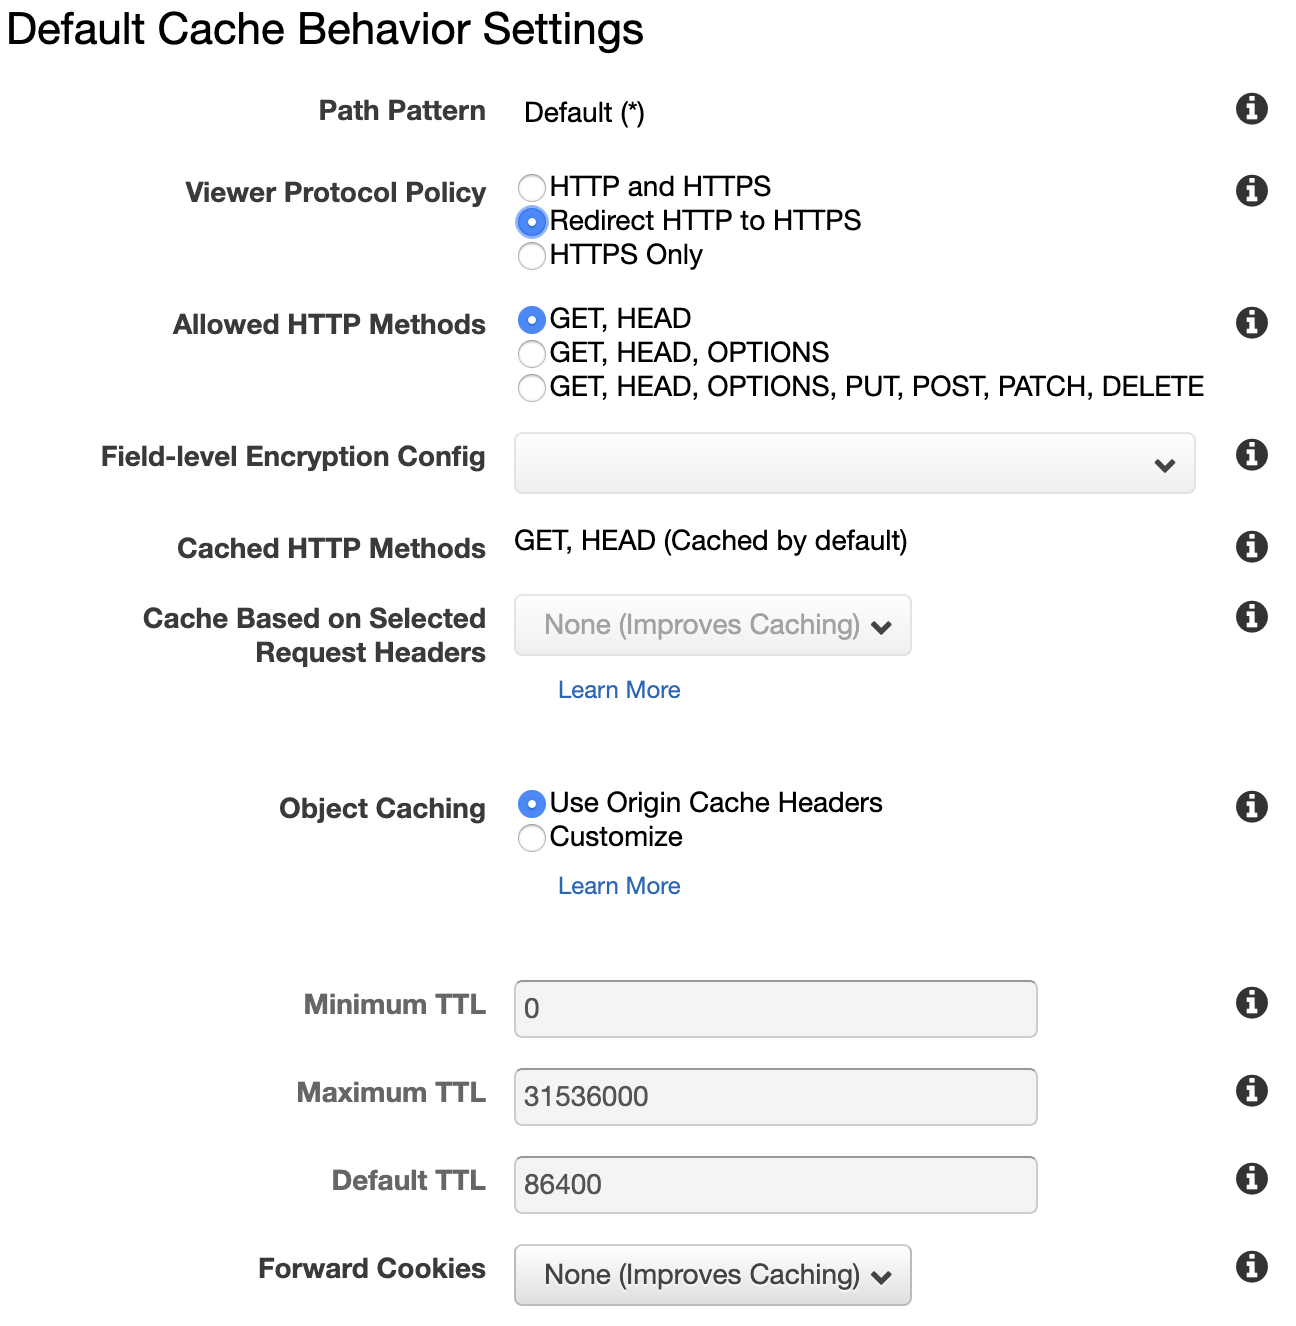 Default Cache Behavior Settings
Path Pattern Default (*)
Viewer Protocol Policy HTTP and HTTPS
Redirect HTTP to HTTPS
HTTPS Only
Allowed HTTP Methods GET, HEAD
GET, HEAD, OPTIONS
GET, HEAD, OPTIONS, PUT, POST, PATCH, DELETE
Field-level Encryption Config
Cached HTTP Methods GET, HEAD (Cached by default)
Cache Based on Selected
Request Headers
None (Improves Caching)
Learn More
Object Caching Use Origin Cache Headers
Customize
Learn More
Minimum TTL 0
Maximum TTL 31536000
Default TTL 86400
Forward Cookies None (Improves Caching)